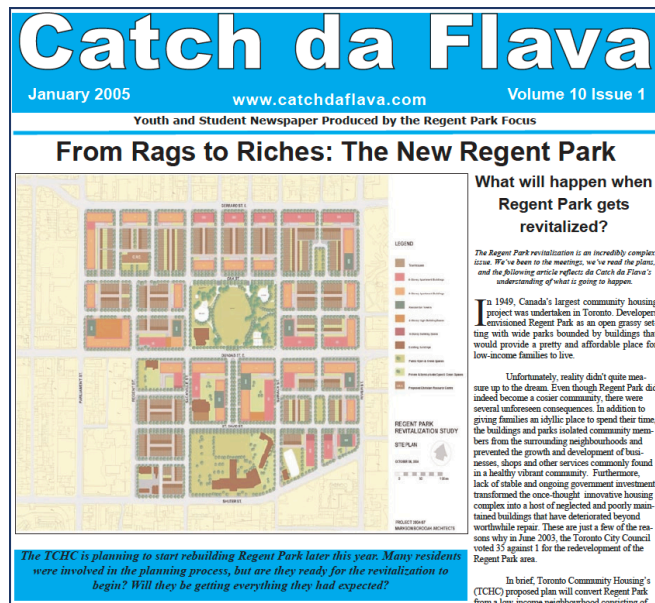 Catch da Flava
January 2005
www.catchdaflava.com
Volume 10 Issue 1
Youth and Student Newspaper Produced by the Regent Park Focus
From Rags to Riches: The New Regent Park
LEGEND
REGENT PARK
REVITALIZATION STUDY
SITE PLAN
The TCHC is planning to start rebuilding Regent Park later this year. Many residents
were involved in the planning process, but are they ready for the revitalization to
begin? Will they be getting everything they had expected?
What will happen when
Regent Park gets
revitalized?
The Regent Park revitalization is an incredibly complex
issue. We've been to the meetings, we've read the plans,
and the following article reflects da Catch da Flava's
understanding of what is going to happen.
In 1949, Canada's largest community housing
project was undertaken in Toronto. Developers
envisioned Regent Park as an open grassy set-
ting with wide parks bounded by buildings that
would provide a pretty and affordable place for
low-income families to live.
Unfortunately, reality didn't quite mea-
sure up to the dream. Even though Regent Park did
indeed become a cosier community, there were
several unforeseen consequences. In addition to
giving families an idyllic place to spend their time,
the buildings and parks isolated community mem-
bers from the surrounding neighbourhoods and
prevented the growth and development of busi-
nesses, shops and other services commonly found
in a healthy vibrant community. Furthermore,
lack of stable and ongoing government investment
transformed the once-thought innovative housing
complex into a host of neglected and poorly main-
tained buildings that have deteriorated beyond
worthwhile repair. These are just a few of the rea-
sons why in June 2003, the Toronto City Council
voted 35 against 1 for the redevelopment of the
Regent Park area.
In brief, Toronto Community Housing's
(TCHC) proposed plan will convert Regent Park
from a low-income neighbourhood consisting of